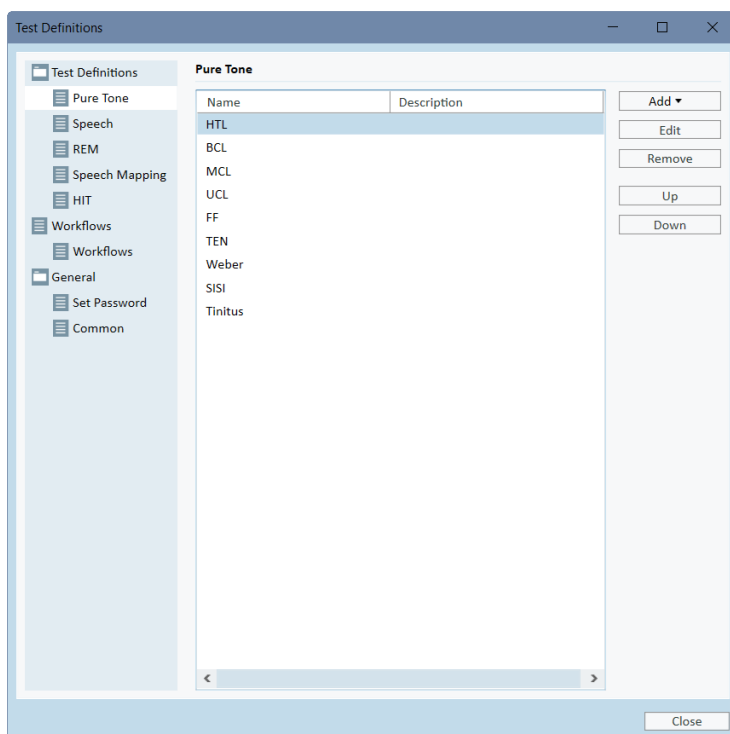 Test Definitions
Test Definitions
Pure Tone
Speech
REM
Speech Mapping
HIT
Workflows
Workflows
General
Set Password
Common
Pure Tone
Name Description
HTL
BCL
MCL
UCL
FF
TEN
Weber
SISI
Tinitus
Add
Edit
Remove
Up
Down
Close